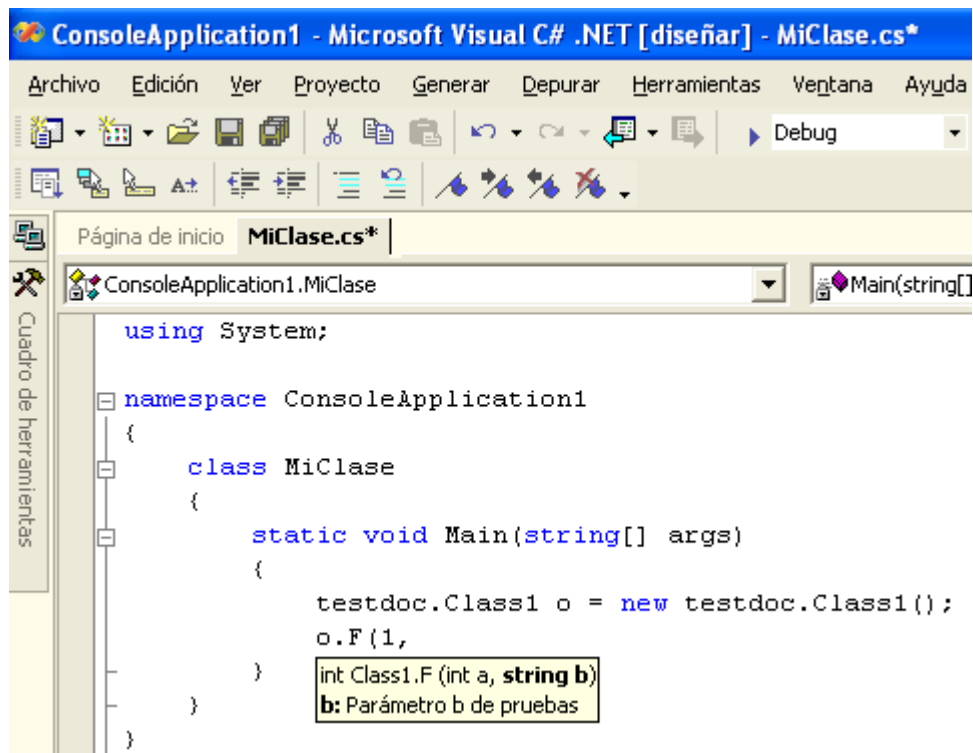 ConsoleApplication1 - Microsoft Visual C# .NET [diseñar] - MiClase.cs*
Archivo Edición Ver Proyecto Generar Depurar Herramientas Ventana Ayuda
Debug
Página de inicio MiClase.cs*
ConsoleApplication1.MiClase Main(string[]
Cuadro de herramientas
using System;
namespace ConsoleApplication1
{
class MiClase
{
static void Main(string[] args)
{
testdoc.Class1 o = new testdoc.Class1();
o.F(1,
}
int Class1.F (int a, string b)
b: Parámetro b de pruebas
}
}